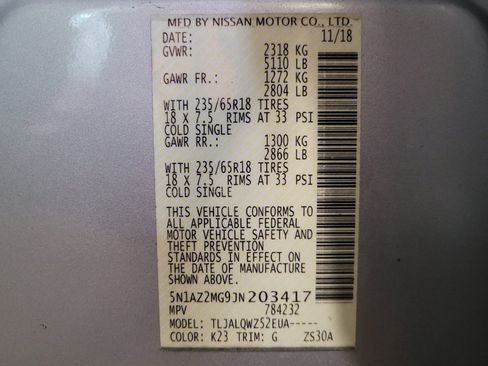 MFD BY NISSAN MOTOR CO., LTD.
DATE: 11/18
GVWR: 2318 KG
5110 LB
GAWR FR.: 1272 KG
2804 LB
WITH 235/65R18 TIRES
18 X 7.5 RIMS AT 33 PSI
COLD SINGLE
GAWR RR.: 1300 KG
2866 LB
WITH 235/65R18 TIRES
18 X 7.5 RIMS AT 33 PSI
COLD SINGLE
THIS VEHICLE CONFORMS TO
ALL APPLICABLE FEDERAL
MOTOR VEHICLE SAFETY AND
THEFT PREVENTION
STANDARDS IN EFFECT ON
THE DATE OF MANUFACTURE
SHOWN ABOVE.
5N1AZ2MG9JN203417
MPV 784232
MODEL: TLJALQWZ52EUA-----
COLOR: K23 TRIM: G ZS30A